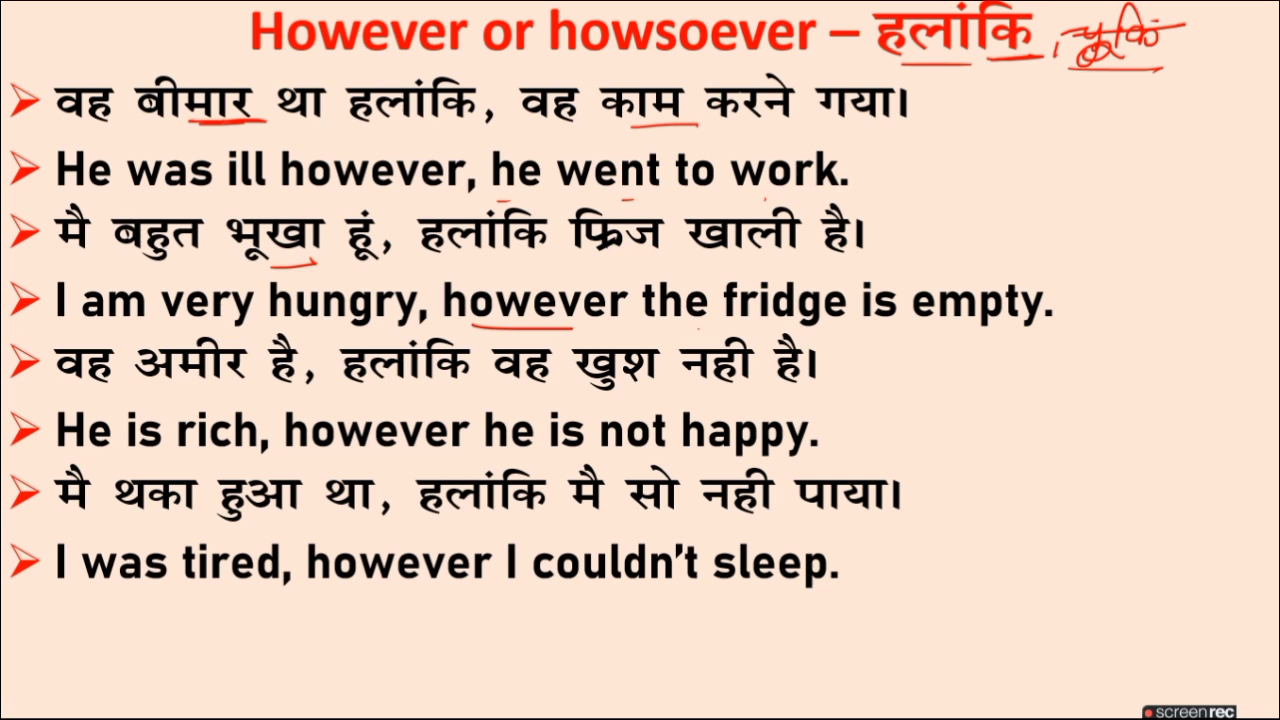 However or howsoever – हलांकि , चूकि
वह बीमार था हलांकि, वह काम करने गया।
He was ill however, he went to work.
मै बहुत भूखा हूं, हलांकि फ्रिज खाली है।
I am very hungry, however the fridge is empty.
वह अमीर है, हलांकि वह खुश नही है।
He is rich, however he is not happy.
मै थका हुआ था, हलांकि मै सो नही पाया।
I was tired, however I couldn't sleep.
screenrec